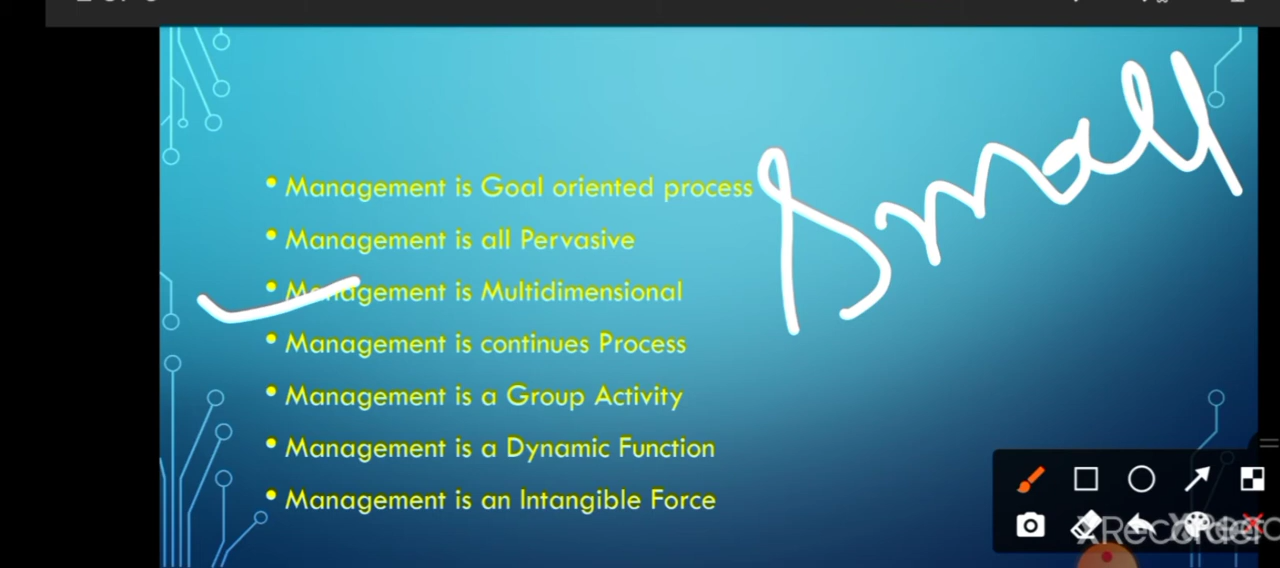 • Management is Goal oriented process
• Management is all Pervasive
• Management is Multidimensional
• Management is continues Process
• Management is a Group Activity
• Management is a Dynamic Function
• Management is an Intangible Force
Small
XRecorder